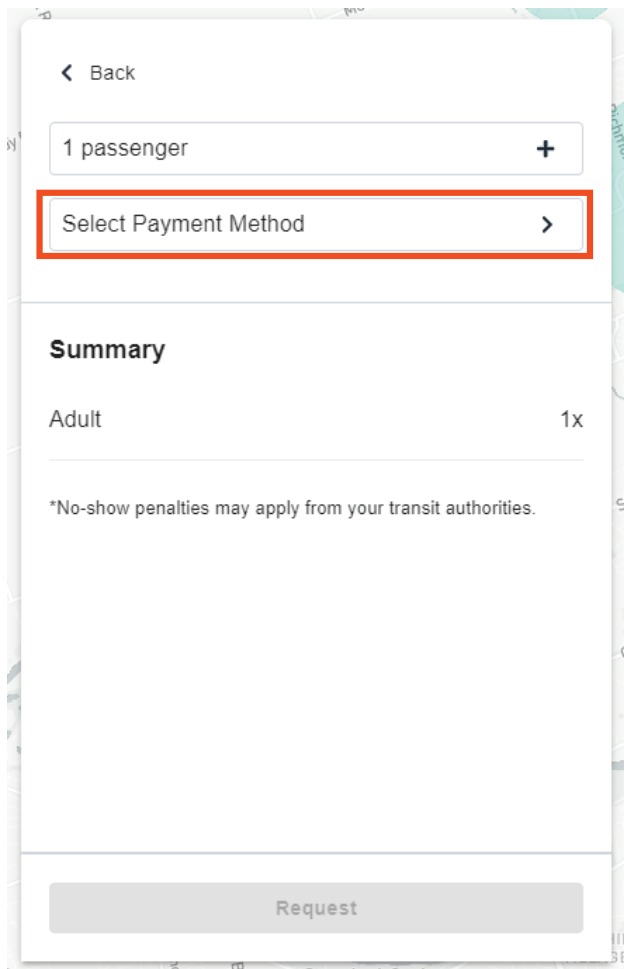 Back
1 passenger
Select Payment Method
Summary
Adult 1x
*No-show penalties may apply from your transit authorities.
Request